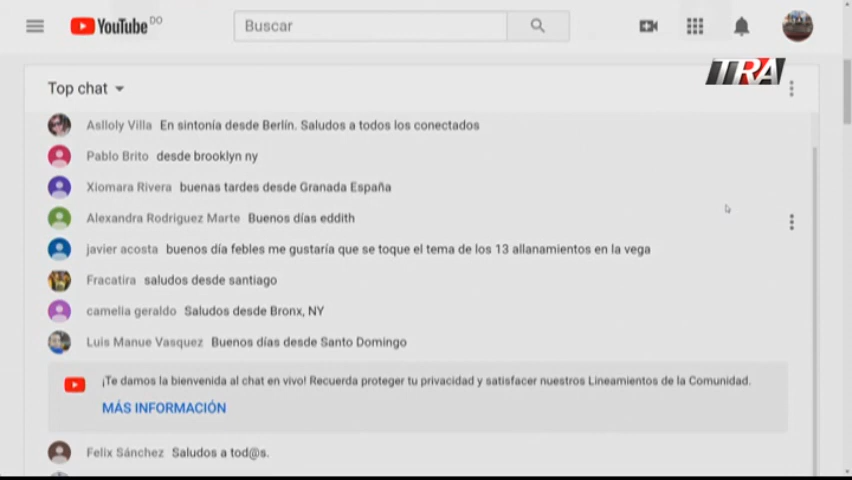 YouTube DO
Buscar
TRA
Top chat
Aslloly Villa En sintonía desde Berlín. Saludos a todos los conectados
Pablo Brito desde brooklyn ny
Xiomara Rivera buenas tardes desde Granada España
Alexandra Rodriguez Marte Buenos días eddith
javier acosta buenos día febles me gustaría que se toque el tema de los 13 allanamientos en la vega
Fracatira saludos desde santiago
camelia geraldo Saludos desde Bronx, NY
Luis Manue Vasquez Buenos días desde Santo Domingo
¡Te damos la bienvenida al chat en vivo! Recuerda proteger tu privacidad y satisfacer nuestros Lineamientos de la Comunidad.
MÁS INFORMACIÓN
Felix Sánchez Saludos a tod@s.